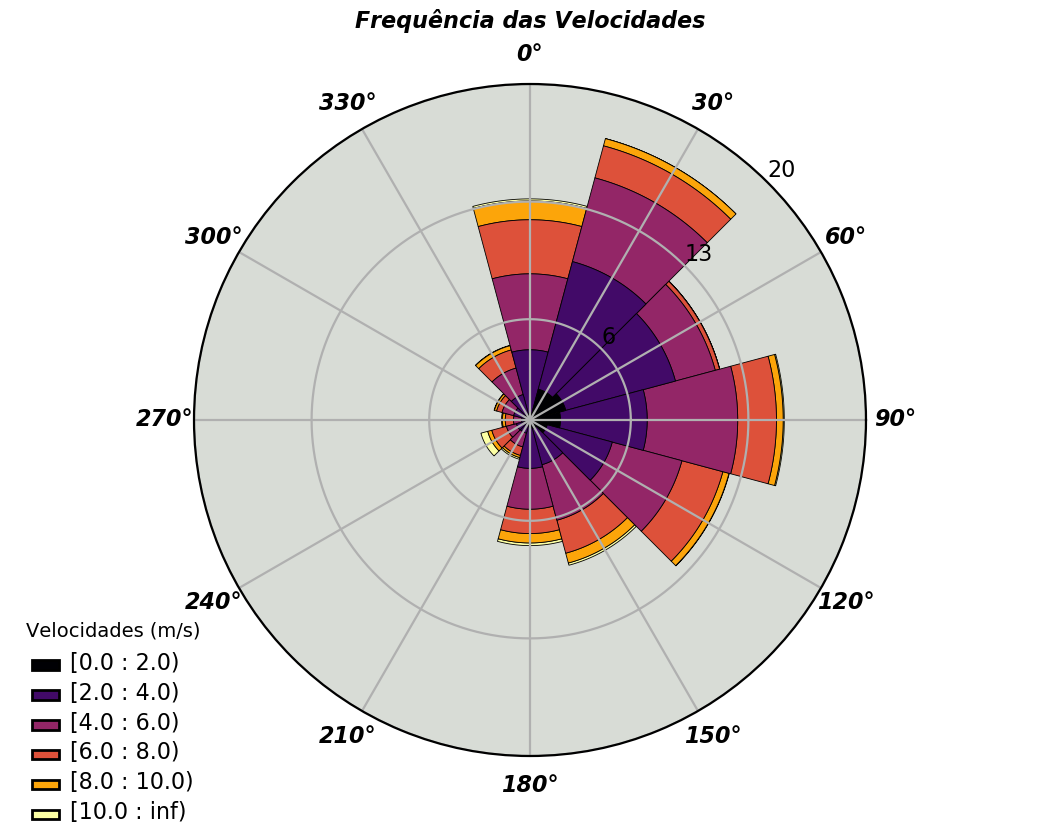 Frequência das Velocidades
0°
330°
30°
20
300°
60°
13
6
270°
90°
240°
120°
210°
150°
180°
Velocidades (m/s)
[0.0 : 2.0)
[2.0 : 4.0)
[4.0 : 6.0)
[6.0 : 8.0)
[8.0 : 10.0)
[10.0 : inf)